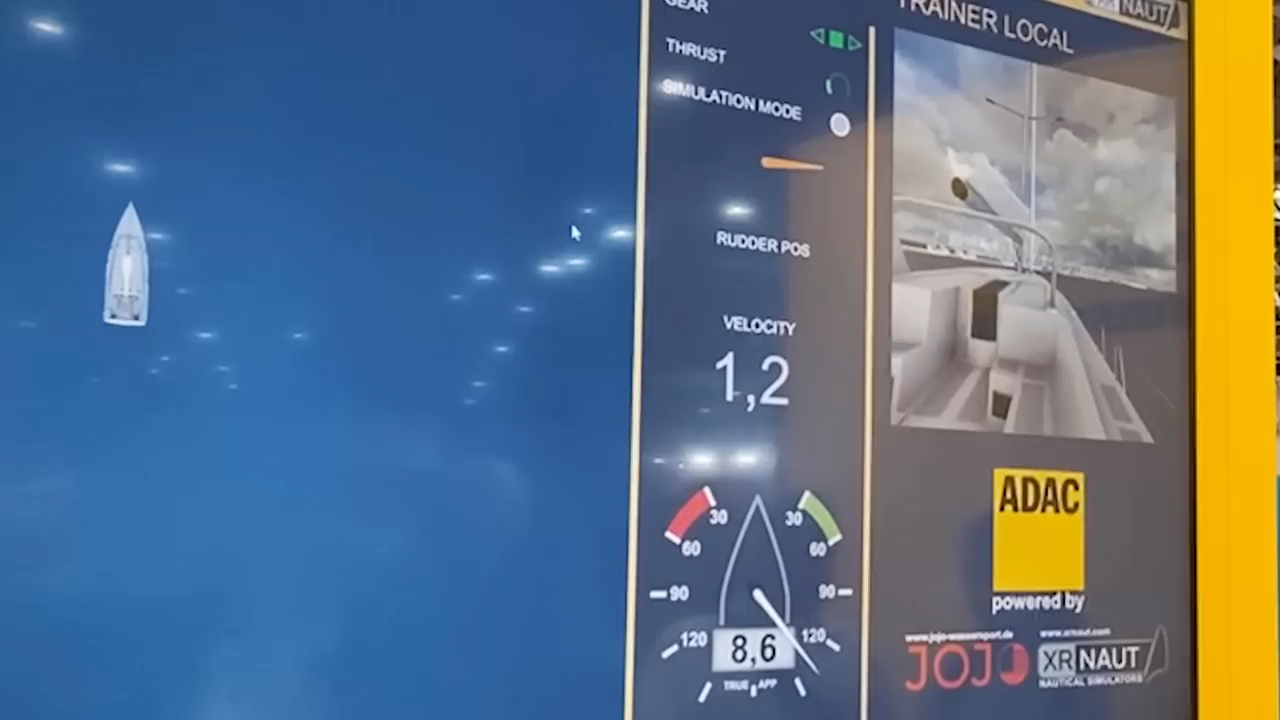 GEAR
THRUST
SIMULATION MODE
RUDDER POS
VELOCITY
1,2
30 30
60 60
90 90
120 120
8,6
TRUE APP
TRAINER LOCAL
XR NAUT
ADAC
powered by
www.jojo-wassersport.de www.xrnaut.com
JOJO XR NAUT
NAUTICAL SIMULATORS